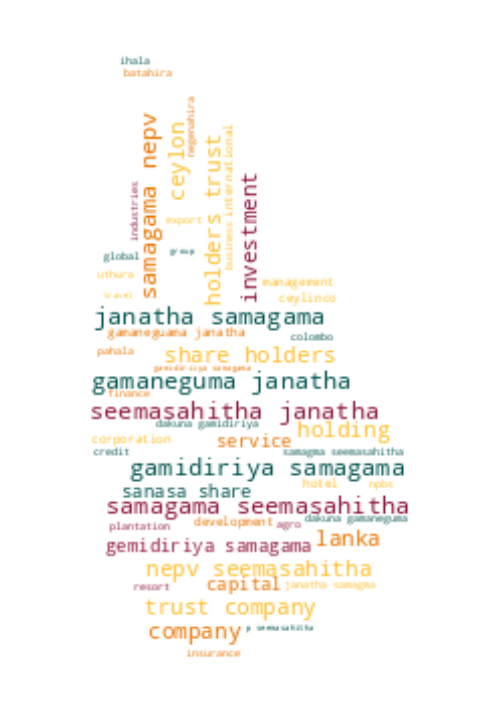 ihala
batahira
samagama nepv
ceylon
negenahira
holders trust
business international
investment
industries
export
global
group
uthura
travel
management
ceylinco
janatha samagama
gamaneguama janatha
colombo
pahala
share holders
gamidiriya samagama
gamaneguma janatha
finance
seemasahitha janatha
dakuna gamidiriya
holding
corporation
service
credit
samagma seemasahitha
gamidiriya samagama
hotel
npbs
sanasa share
samagama seemasahitha
development
agro
dakuna gamaneguma
plantation
lanka
gemidiriya samagama
nepv seemasahitha
resort
capital
janatha samagma
trust company
company
p seemasahitha
insurance